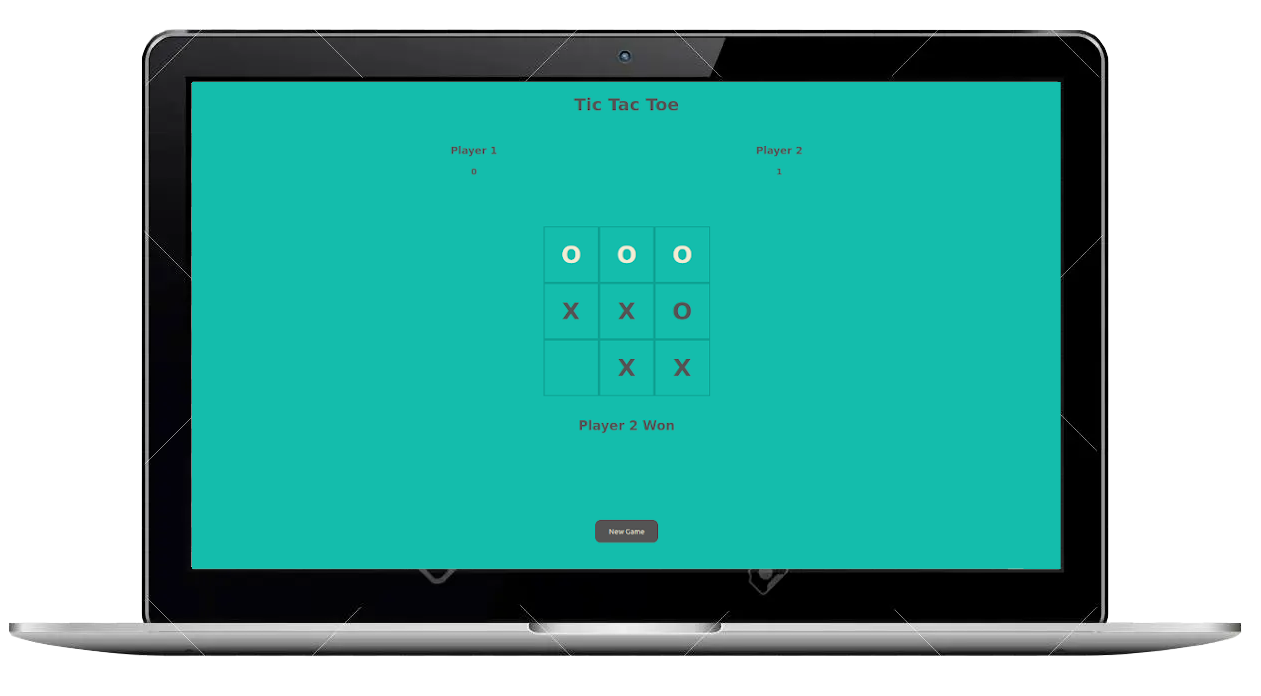 Tic Tac Toe
Player 1 Player 2
0 1
O O O
X X O
X X
Player 2 Won
New Game